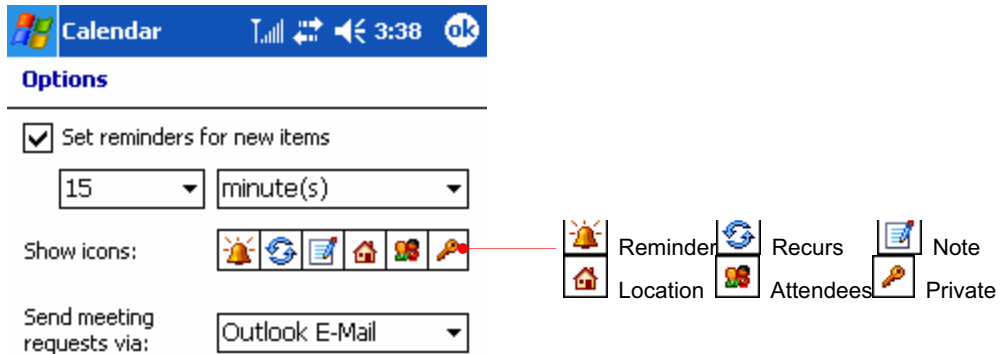 Calendar 3:38 ok
Options
Set reminders for new items
15 minute(s)
Show icons:
Reminder Recurs Note
Location Attendees Private
Send meeting
requests via:
Outlook E-Mail